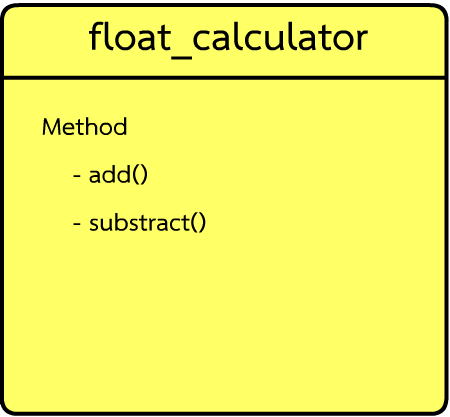 float_calculator
Method
- add()
- substract()